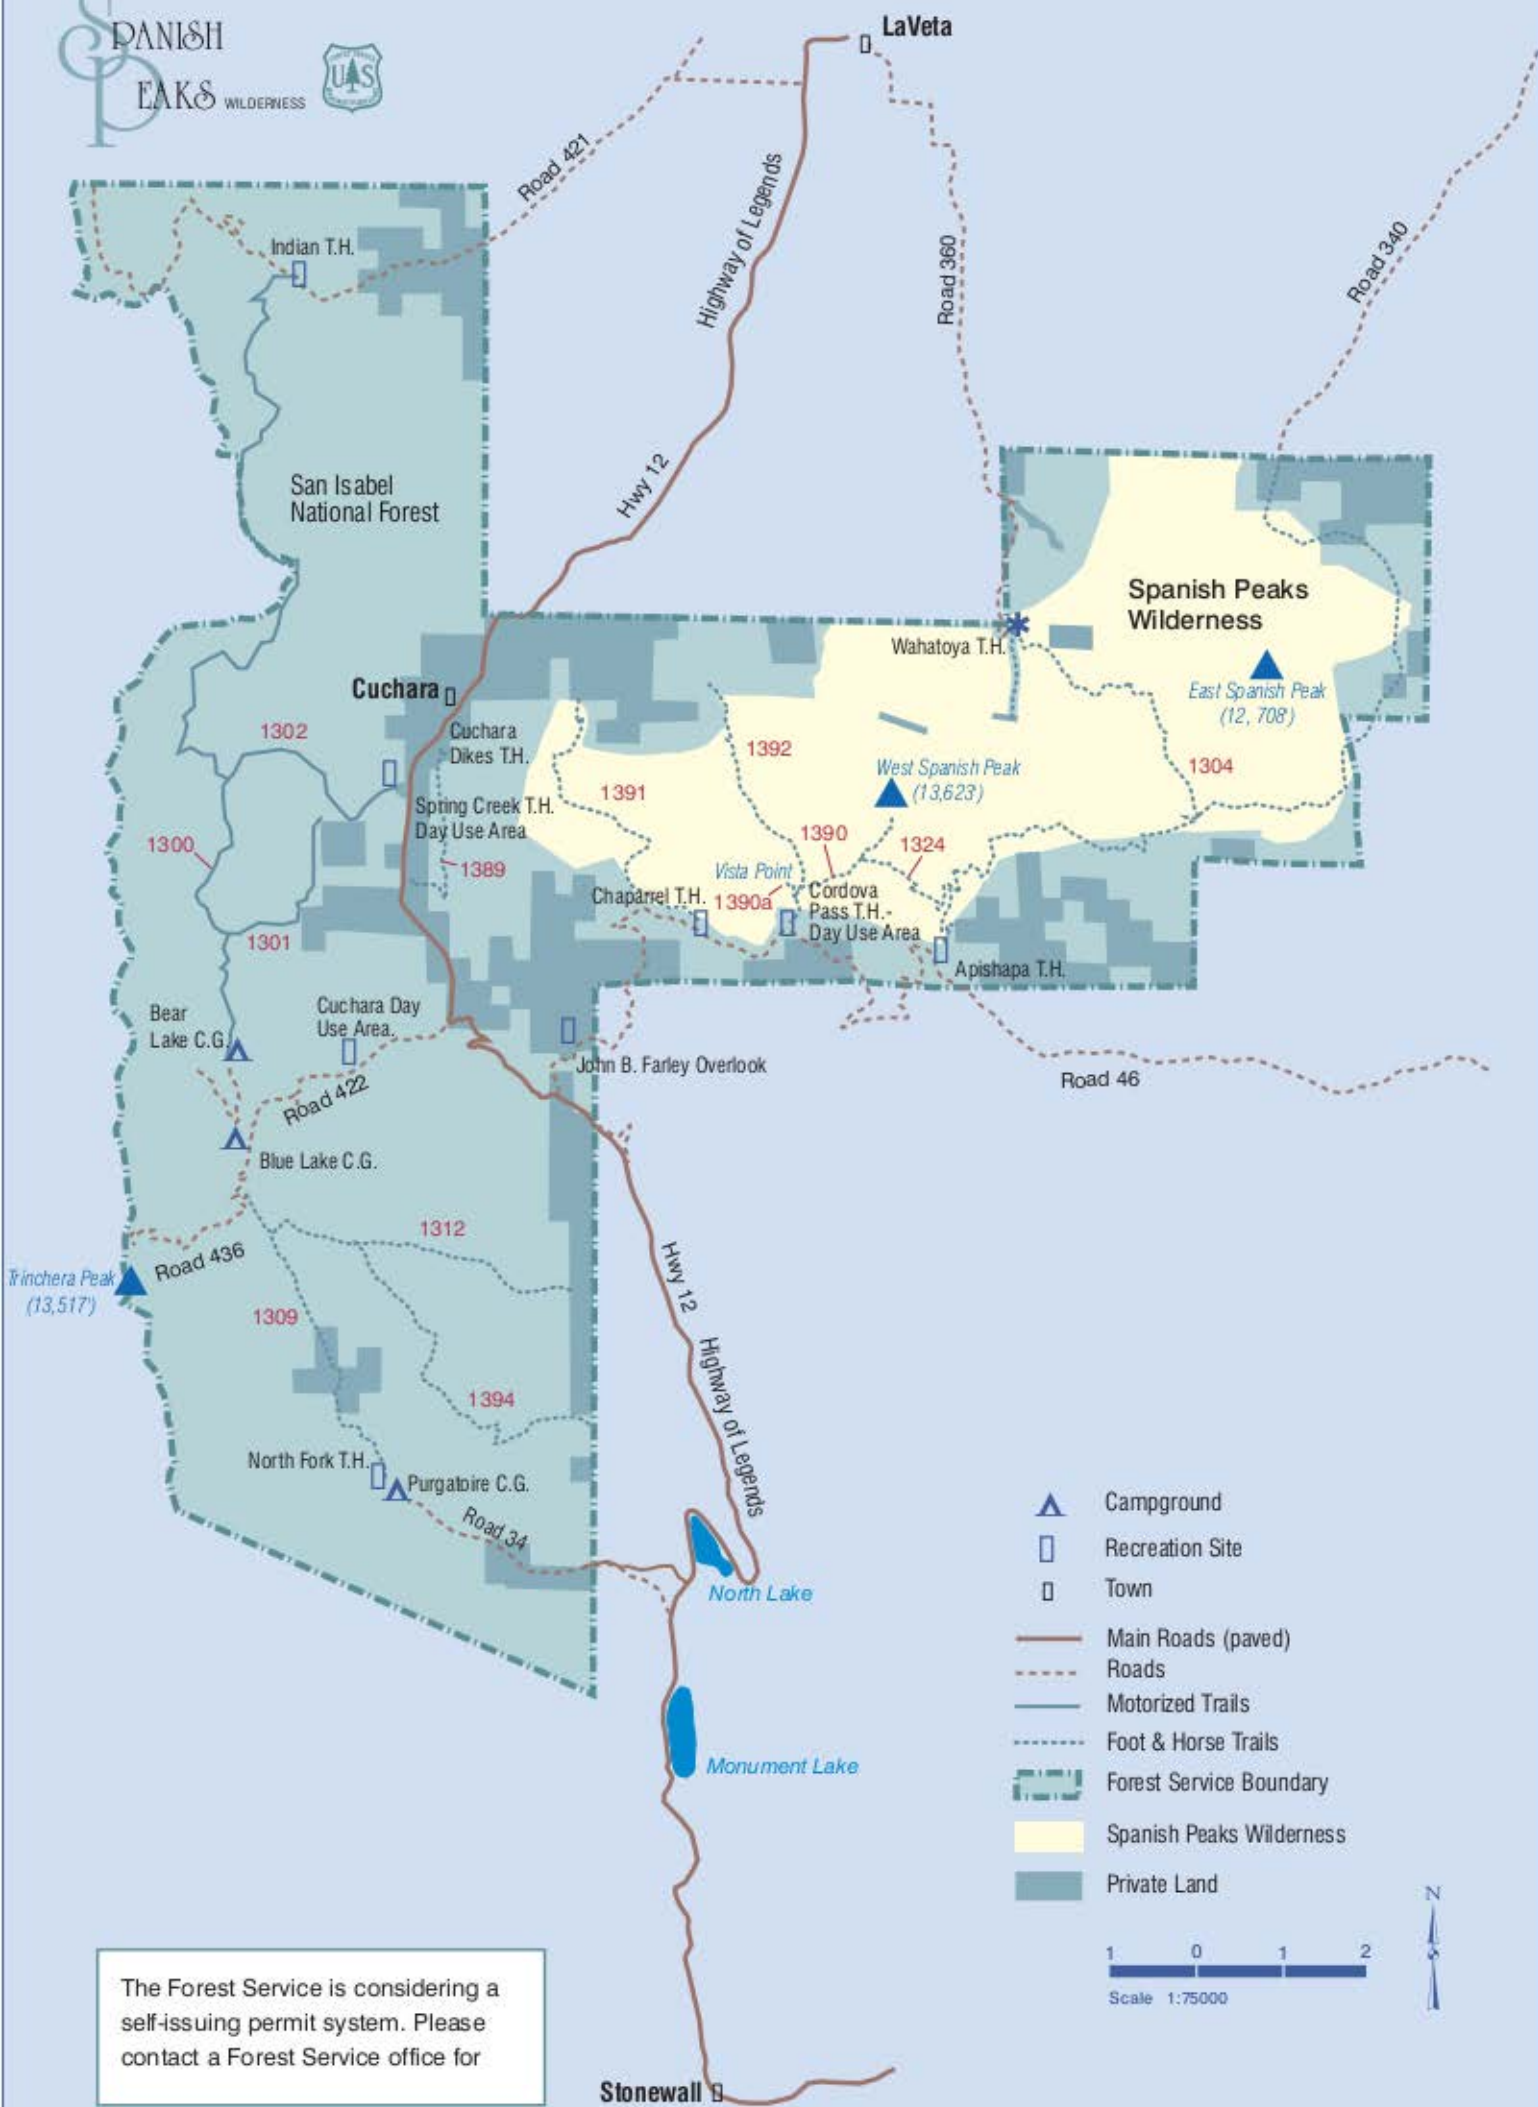 SPANISH
PEAKS WILDERNESS
UAS
LaVeta
Road 421
Highway of Legends
Road 360
Road 340
Indian T.H.
Hwy 12
San Isabel
National Forest
Spanish Peaks
Wilderness
Wahatoya T.H.
East Spanish Peak
(12, 708')
Cuchara
1302
Cuchara
Dikes T.H.
1392
West Spanish Peak
(13,623')
1304
1391
Spring Creek T.H.
Day Use Area
1300
1390
1324
1389
Vista Point
Chaparrel T.H.
1390a
Cordova
Pass T.H.-
Day Use Area
1301
Apishapa T.H.
Bear
Lake C.G.
Cuchara Day
Use Area.
John B. Farley Overlook
Road 46
Road 422
Blue Lake C.G.
1312
Road 436
Trinchera Peak
(13,517')
Hwy 12
1309
Highway of Legends
1394
North Fork T.H.
Purgatoire C.G.
Road 34
North Lake
Monument Lake
Campground
Recreation Site
Town
Main Roads (paved)
Roads
Motorized Trails
Foot & Horse Trails
Forest Service Boundary
Spanish Peaks Wilderness
Private Land
N
1 0 1 2
Scale 1:75000
The Forest Service is considering a
self-issuing permit system. Please
contact a Forest Service office for
Stonewall